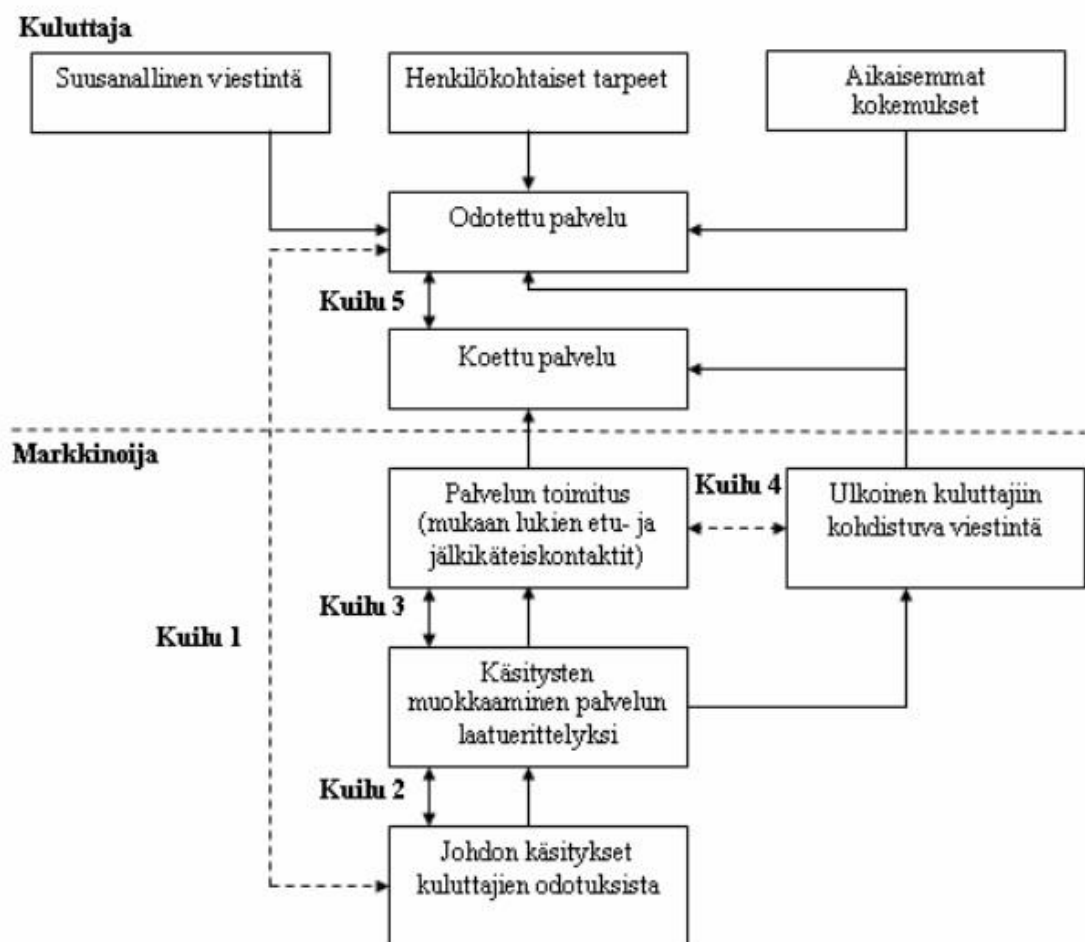 Kuluttaja
Suusanallinen viestintä
Henkilökohtaiset tarpeet
Aikaisemmat
kokemukset
Odotettu palvelu
Kuilu 5
Koettu palvelu
Markkinoija
Palvelun toimitus
(mukaan lukien etu- ja
jälkikäteiskontaktit)
Kuilu 4
Ulkoinen kuluttajiin
kohdistuva viestintä
Kuilu 3
Kuilu 1
Käsitysten
muokkaaminen palvelun
laatuerittelyksi
Kuilu 2
Johdon käsitykset
kuluttajien odotuksista